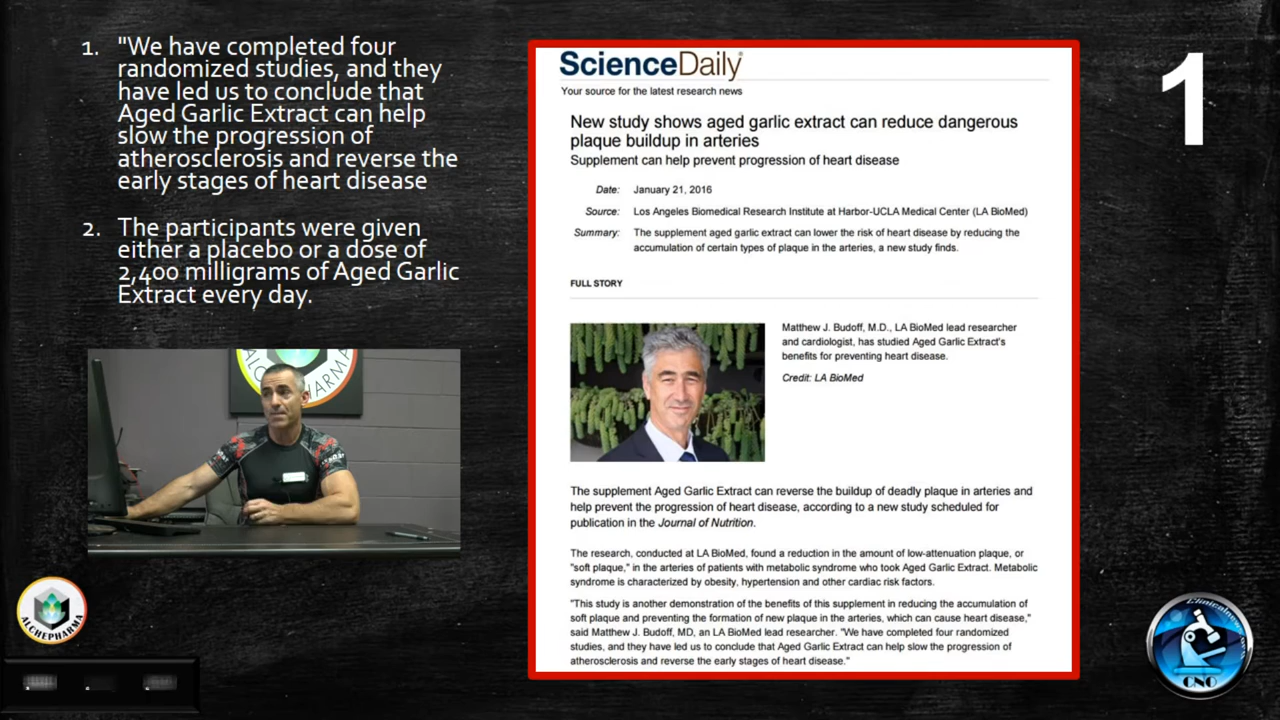 1. "We have completed four
randomized studies, and they
have led us to conclude that
Aged Garlic Extract can help
slow the progression of
atherosclerosis and reverse the
early stages of heart disease
2. The participants were given
either a placebo or a dose of
2,400 milligrams of Aged Garlic
Extract every day.
ALCHEPHARMA
ScienceDaily
Your source for the latest research news
New study shows aged garlic extract can reduce dangerous
plaque buildup in arteries
Supplement can help prevent progression of heart disease
Date: January 21, 2016
Source: Los Angeles Biomedical Research Institute at Harbor-UCLA Medical Center (LA BioMed)
Summary: The supplement aged garlic extract can lower the risk of heart disease by reducing the
accumulation of certain types of plaque in the arteries, a new study finds.
FULL STORY
Matthew J. Budoff, M.D., LA BioMed lead researcher
and cardiologist, has studied Aged Garlic Extract's
benefits for preventing heart disease.
Credit: LA BioMed
The supplement Aged Garlic Extract can reverse the buildup of deadly plaque in arteries and
help prevent the progression of heart disease, according to a new study scheduled for
publication in the Journal of Nutrition.
The research, conducted at LA BioMed, found a reduction in the amount of low-attenuation plaque, or
"soft plaque," in the arteries of patients with metabolic syndrome who took Aged Garlic Extract. Metabolic
syndrome is characterized by obesity, hypertension and other cardiac risk factors.
"This study is another demonstration of the benefits of this supplement in reducing the accumulation of
soft plaque and preventing the formation of new plaque in the arteries, which can cause heart disease,"
said Matthew J. Budoff, MD, an LA BioMed lead researcher. "We have completed four randomized
studies, and they have led us to conclude that Aged Garlic Extract can help slow the progression of
atherosclerosis and reverse the early stages of heart disease."
1
CNO